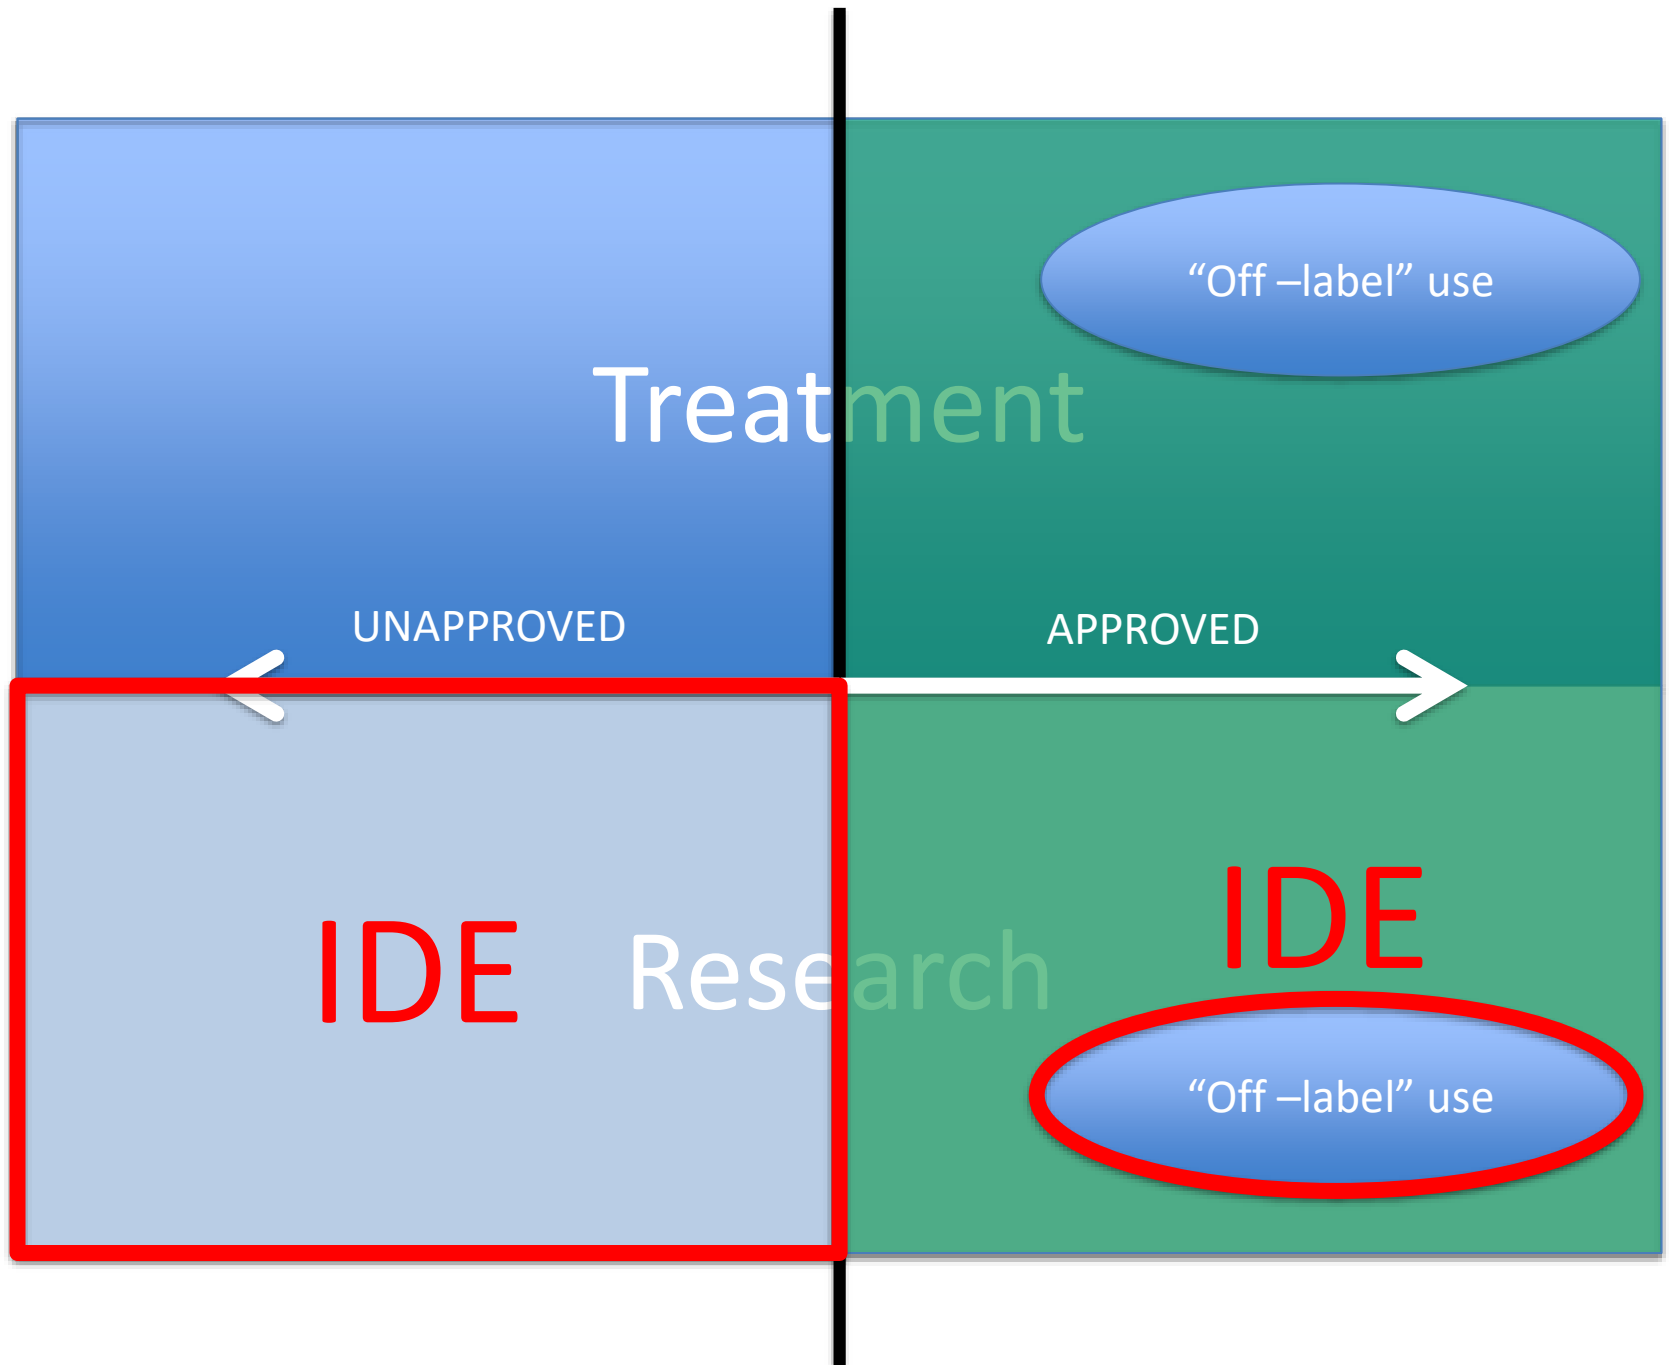 “Off –label” use
Treatment
UNAPPROVED
APPROVED
IDE
IDE
Research
“Off –label” use